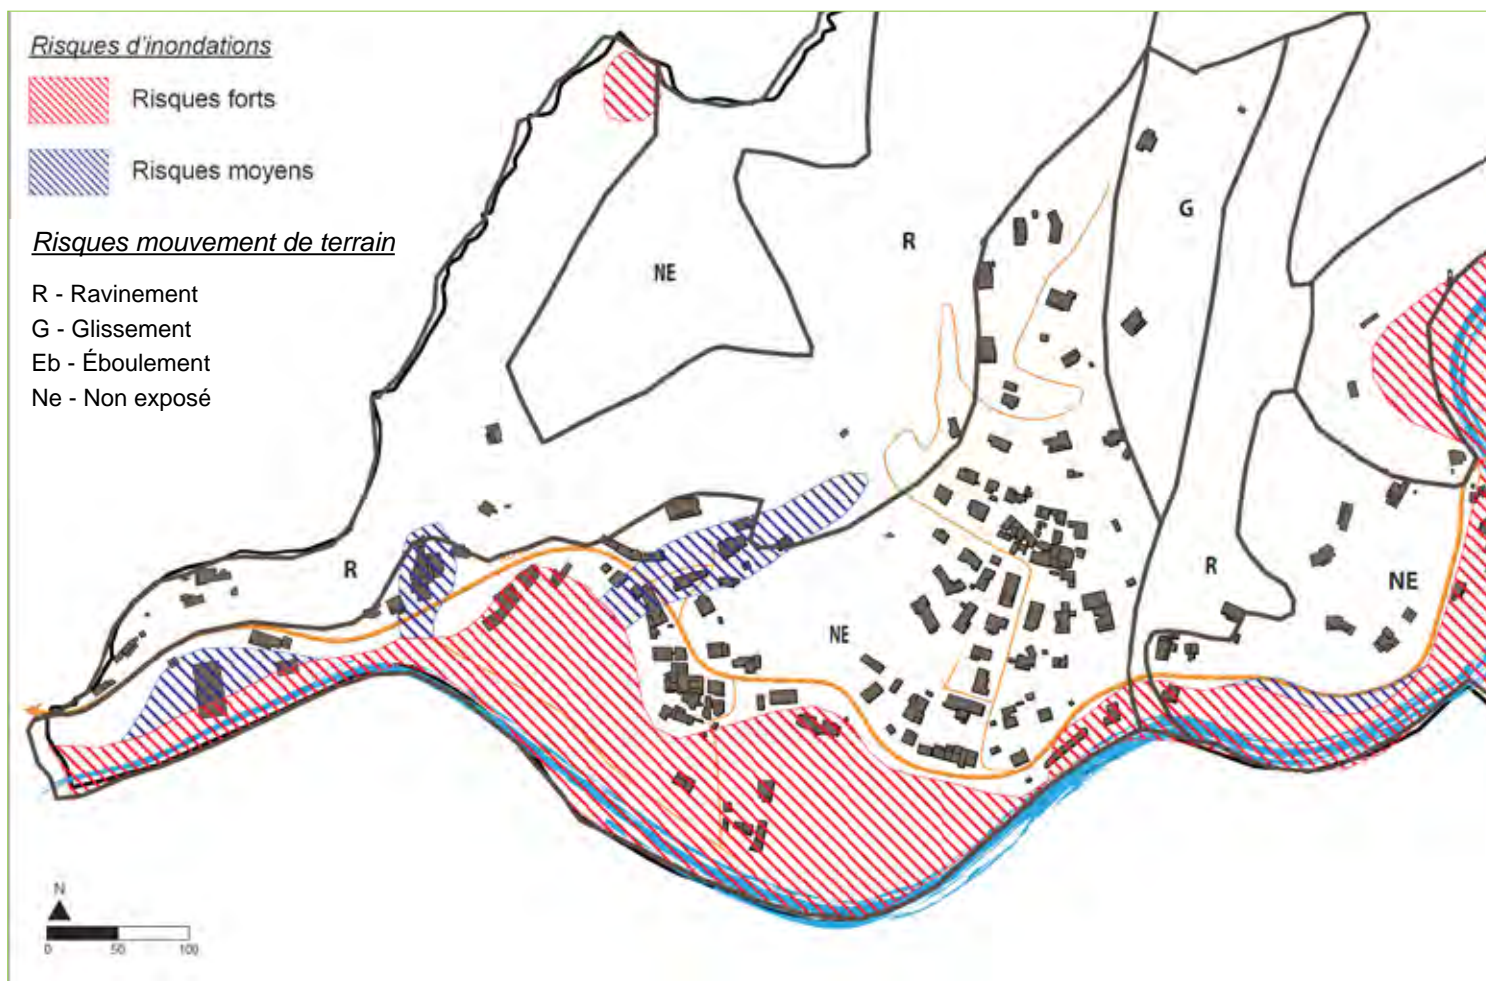 Risques d'inondations
Risques forts
Risques moyens
Risques mouvement de terrain
R - Ravinement
G - Glissement
Eb - Éboulement
Ne - Non exposé
NE
R
G
R
NE
R
NE
N
0 50 100